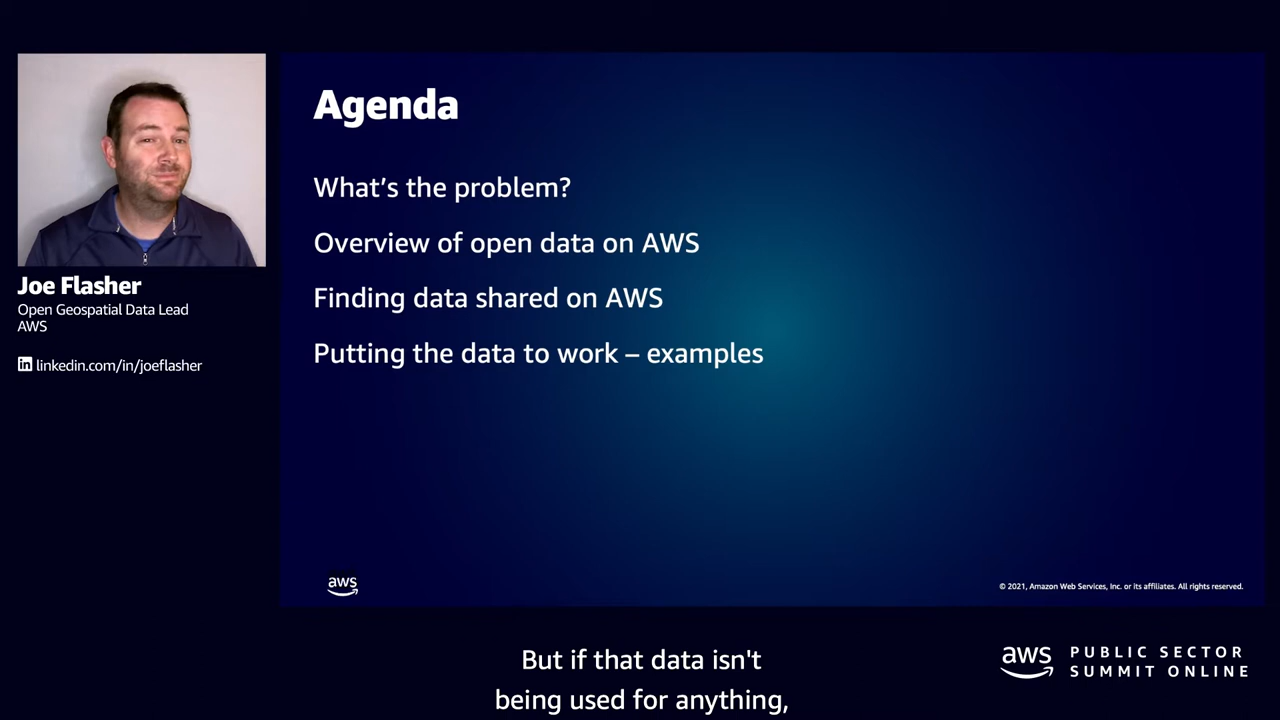 Agenda
What's the problem?
Overview of open data on AWS
Finding data shared on AWS
Putting the data to work – examples
Joe Flasher
Open Geospatial Data Lead
AWS
in linkedin.com/in/joeflasher
aws
© 2021, Amazon Web Services, Inc. or its affiliates. All rights reserved.
But if that data isn't
being used for anything,
aws
PUBLIC SECTOR
SUMMIT ONLINE